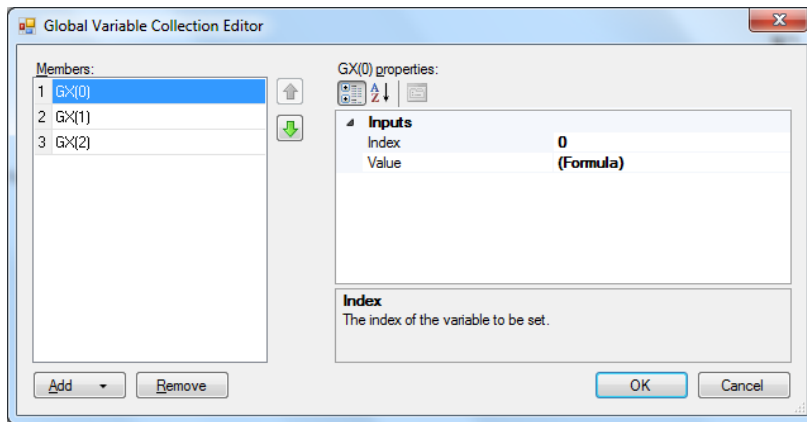 Global Variable Collection Editor
Members:
1 GX(0)
2 GX(1)
3 GX(2)
GX(0) properties:
Inputs
Index 0
Value (Formula)
Index
The index of the variable to be set.
Add Remove
OK Cancel